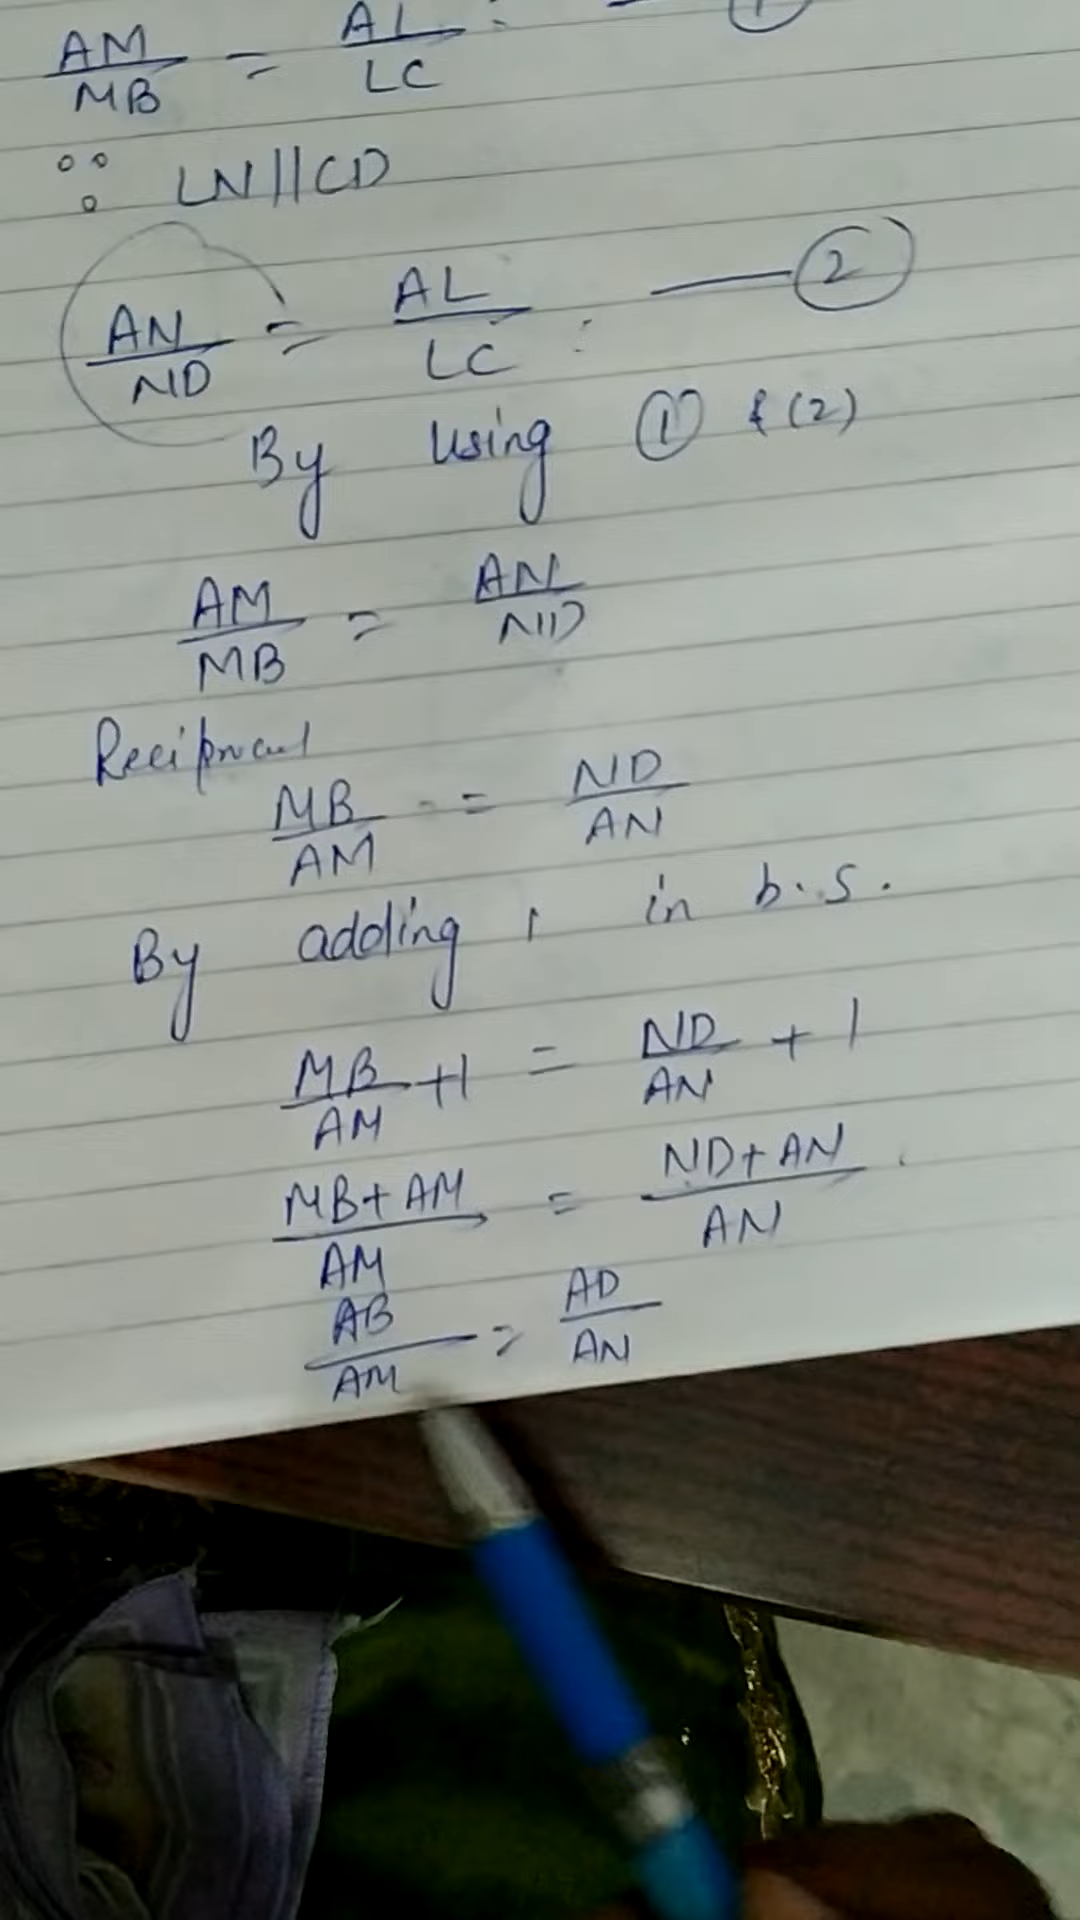 AM/MB = AL/LC. — ①
∵ LN||CD
AN/ND = AL/LC : — ②
By using ① & (2)
AM/MB = AN/ND
Reciprocal
MB/AM = ND/AN
By adding 1 in b.s.
MB/AM +1 = ND/AN + 1
MB+AM/AM = ND+AN/AN .
AB/AM = AD/AN